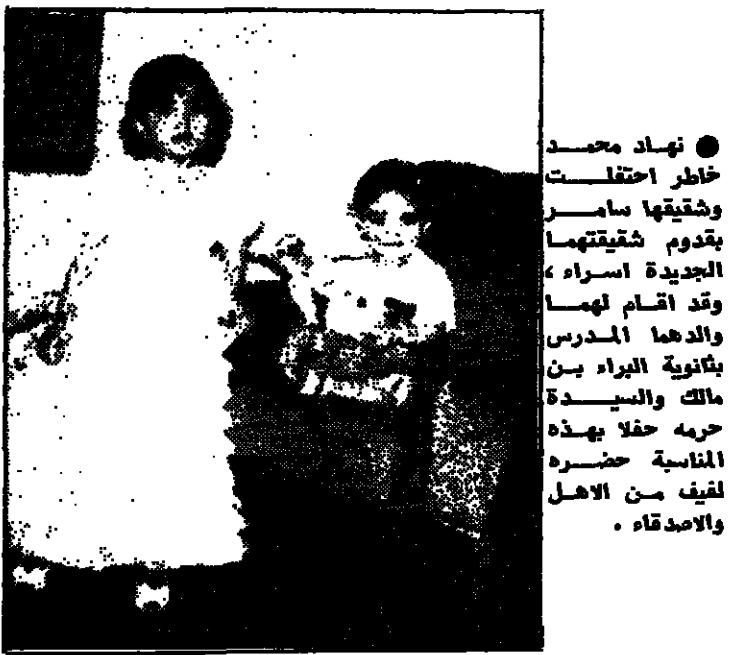 ● نهاد محمد
خاطر احتفلت
وشقيقها سامر
بقدوم شقيقتهما
الجديدة اسراء ،
وقد اقام لهما
والدهما المدرس
بثانوية البراء بن
مالك والسيدة
حرمه حفلا بهذه
المناسبة حضره
لفيف من الاهل
والاصدقاء .